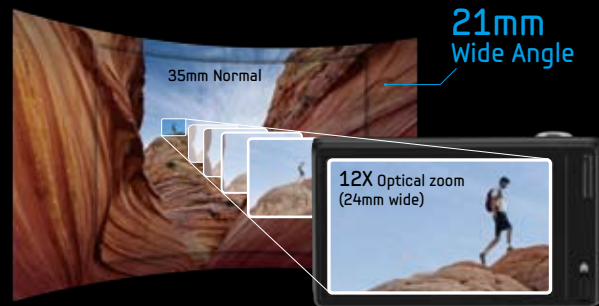 21mm
Wide Angle
35mm Normal
12X Optical zoom
(24mm wide)